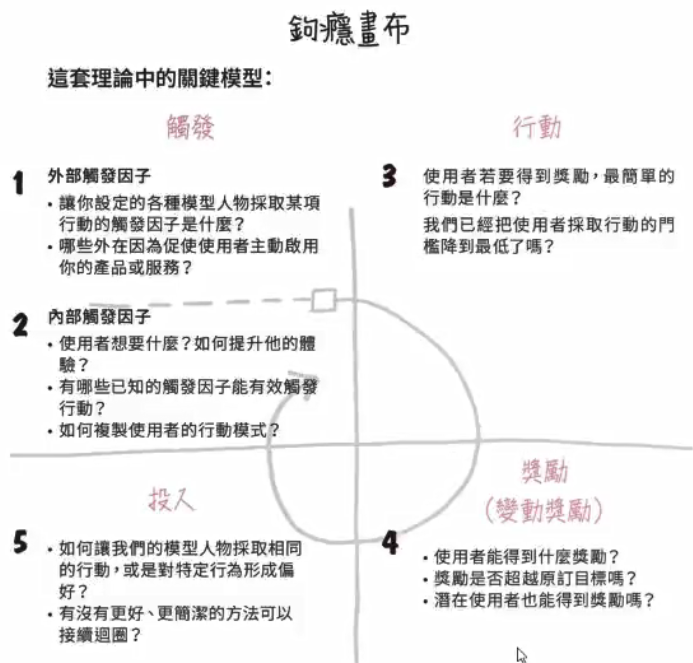 鉤癮畫布
這套理論中的關鍵模型：
觸發
1
外部觸發因子
• 讓你設定的各種模型人物採取某項
行動的觸發因子是什麼？
• 哪些外在因為促使使用者主動啟用
你的產品或服務？
2
內部觸發因子
• 使用者想要什麼？如何提升他的體
驗？
• 有哪些已知的觸發因子能有效觸發
行動？
• 如何複製使用者的行動模式？
行動
3
使用者若要得到獎勵，最簡單的
行動是什麼？
我們已經把使用者採取行動的門
檻降到最低了嗎？
獎勵
（變動獎勵）
4
• 使用者能得到什麼獎勵？
• 獎勵是否超越原訂目標嗎？
• 潛在使用者也能得到獎勵嗎？
投入
5
• 如何讓我們的模型人物採取相同
的行動，或是對特定行為形成偏
好？
• 有沒有更好、更簡潔的方法可以
接續迴圈？